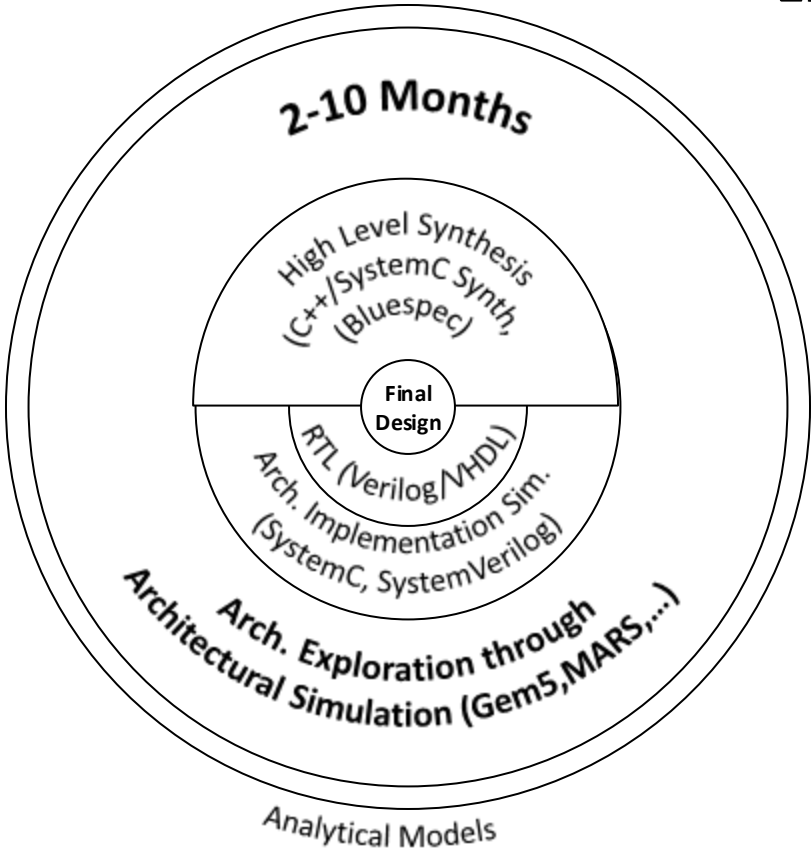 2-10 Months
High Level Synthesis
(C++/SystemC Synth,
(Bluespec)
Final
Design
RTL (Verilog/VHDL)
Arch. Implementation Sim.
(SystemC, SystemVerilog)
Arch. Exploration through
Architectural Simulation (Gem5,MARS,...)
Analytical Models